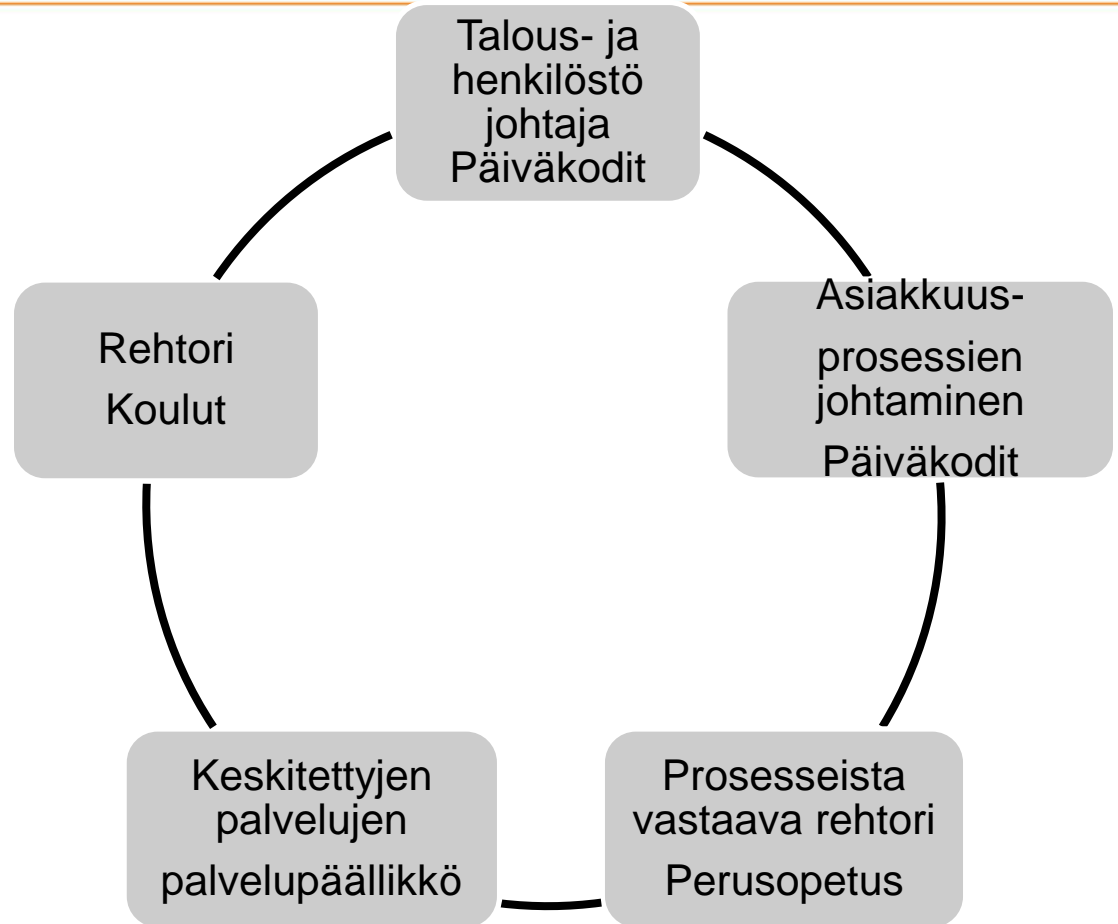 Talous- ja
henkilöstö
johtaja
Päiväkodit
Asiakkuus-
prosessien
johtaminen
Päiväkodit
Prosesseista
vastaava rehtori
Perusopetus
Keskitettyjen
palvelujen
palvelupäällikkö
Rehtori
Koulut